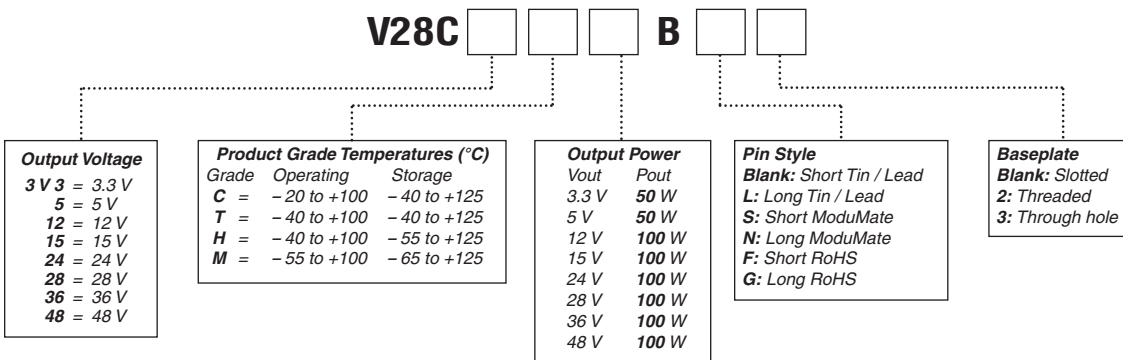 V28C B
Output Voltage
3 V 3 = 3.3 V
5 = 5 V
12 = 12 V
15 = 15 V
24 = 24 V
28 = 28 V
36 = 36 V
48 = 48 V
Product Grade Temperatures (°C)
Grade Operating Storage
C = – 20 to +100 – 40 to +125
T = – 40 to +100 – 40 to +125
H = – 40 to +100 – 55 to +125
M = – 55 to +100 – 65 to +125
Output Power
Vout Pout
3.3 V 50 W
5 V 50 W
12 V 100 W
15 V 100 W
24 V 100 W
28 V 100 W
36 V 100 W
48 V 100 W
Pin Style
Blank: Short Tin / Lead
L: Long Tin / Lead
S: Short ModuMate
N: Long ModuMate
F: Short RoHS
G: Long RoHS
Baseplate
Blank: Slotted
2: Threaded
3: Through hole